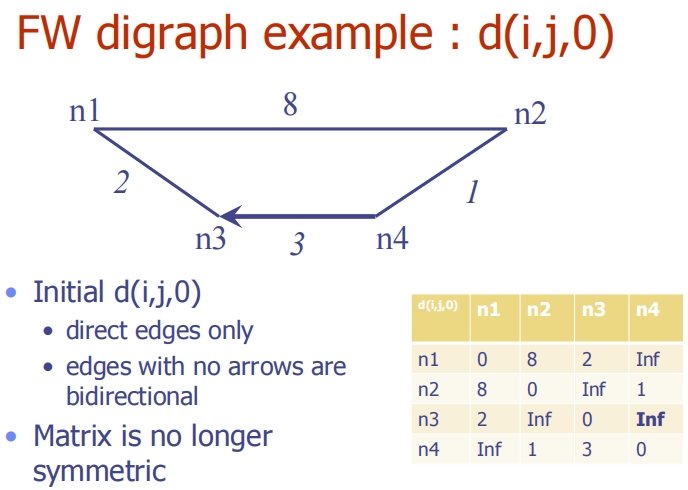 FW digraph example : d(i,j,0)
n1
8
n2
2
1
n3
3
n4
• Initial d(i,j,0)
• direct edges only
• edges with no arrows are
bidirectional
• Matrix is no longer
symmetric
d(i,j,0) n1 n2 n3 n4
n1 0 8 2 Inf
n2 8 0 Inf 1
n3 2 Inf 0 Inf
n4 Inf 1 3 0